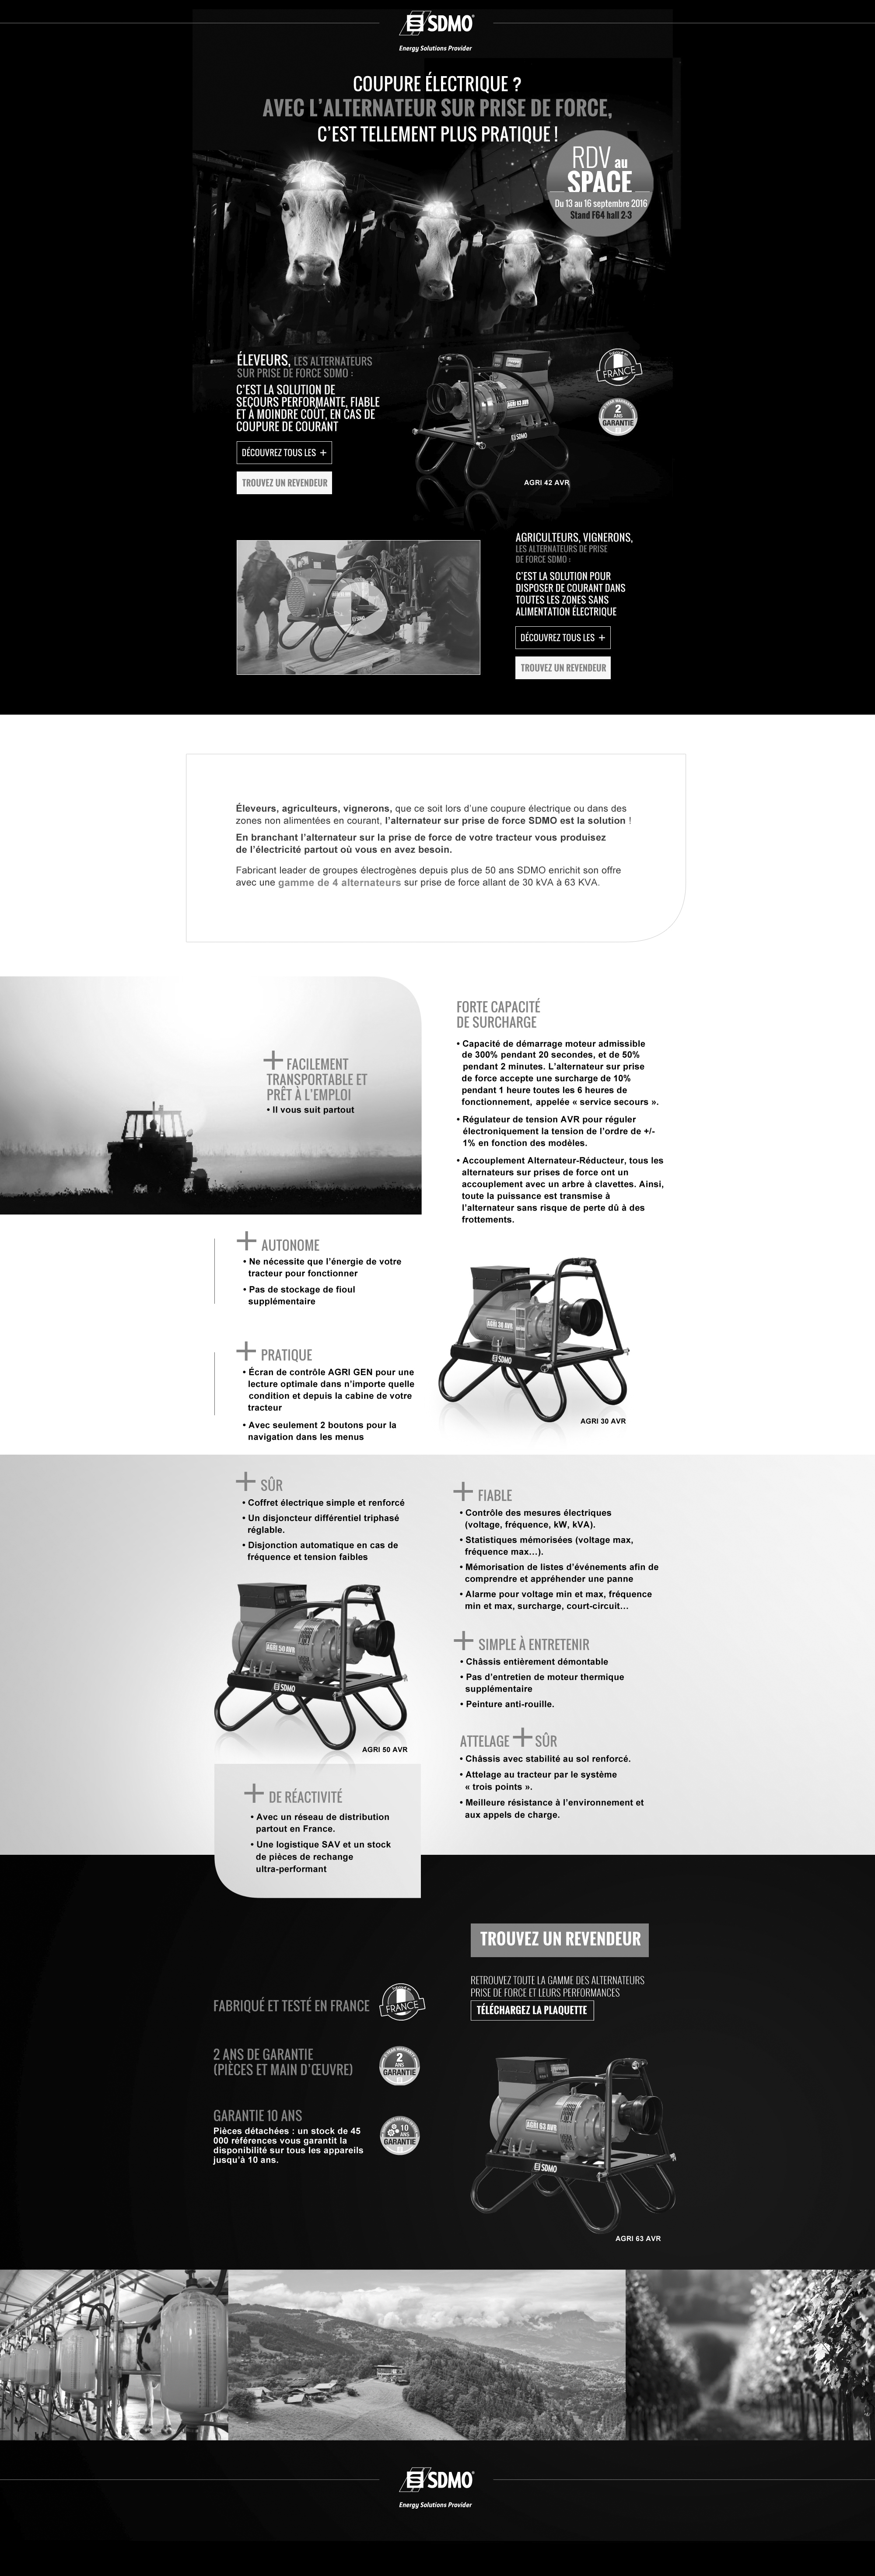 SDMO
Energy Solutions Provider
COUPURE ÉLECTRIQUE ?
AVEC L'ALTERNATEUR SUR PRISE DE FORCE,
C'EST TELLEMENT PLUS PRATIQUE !
RDV au
SPACE
Du 13 au 16 septembre 2016
Stand F64 hall 2-3
ÉLEVEURS, LES ALTERNATEURS
SUR PRISE DE FORCE SDMO :
C'EST LA SOLUTION DE
SECOURS PERFORMANTE, FIABLE
ET À MOINDRE COÛT, EN CAS DE
COUPURE DE COURANT
DÉCOUVREZ TOUS LES +
TROUVEZ UN REVENDEUR
FRANCE
2
ANS
GARANTIE
AGRI 63 AVR
SDMO
AGRI 42 AVR
AGRICULTEURS, VIGNERONS,
LES ALTERNATEURS DE PRISE
DE FORCE SDMO :
C'EST LA SOLUTION POUR
DISPOSER DE COURANT DANS
TOUTES LES ZONES SANS
ALIMENTATION ÉLECTRIQUE
DÉCOUVREZ TOUS LES +
TROUVEZ UN REVENDEUR
SDMO
Éleveurs, agriculteurs, vignerons, que ce soit lors d'une coupure électrique ou dans des
zones non alimentées en courant, l'alternateur sur prise de force SDMO est la solution !
En branchant l'alternateur sur la prise de force de votre tracteur vous produisez
de l'électricité partout où vous en avez besoin.
Fabricant leader de groupes électrogènes depuis plus de 50 ans SDMO enrichit son offre
avec une gamme de 4 alternateurs sur prise de force allant de 30 kVA à 63 KVA.
+ FACILEMENT
TRANSPORTABLE ET
PRÊT À L'EMPLOI
• Il vous suit partout
FORTE CAPACITÉ
DE SURCHARGE
• Capacité de démarrage moteur admissible
de 300% pendant 20 secondes, et de 50%
pendant 2 minutes. L'alternateur sur prise
de force accepte une surcharge de 10%
pendant 1 heure toutes les 6 heures de
fonctionnement, appelée « service secours ».
• Régulateur de tension AVR pour réguler
électroniquement la tension de l'ordre de +/-
1% en fonction des modèles.
• Accouplement Alternateur-Réducteur, tous les
alternateurs sur prises de force ont un
accouplement avec un arbre à clavettes. Ainsi,
toute la puissance est transmise à
l'alternateur sans risque de perte dû à des
frottements.
+ AUTONOME
• Ne nécessite que l'énergie de votre
tracteur pour fonctionner
• Pas de stockage de fioul
supplémentaire
+ PRATIQUE
• Écran de contrôle AGRI GEN pour une
lecture optimale dans n'importe quelle
condition et depuis la cabine de votre
tracteur
• Avec seulement 2 boutons pour la
navigation dans les menus
AGRI 30 AVR
SDMO
AGRI 30 AVR
+ SÛR
• Coffret électrique simple et renforcé
• Un disjoncteur différentiel triphasé
réglable.
• Disjonction automatique en cas de
fréquence et tension faibles
AGRI 50 AVR
SDMO
AGRI 50 AVR
+ FIABLE
• Contrôle des mesures électriques
(voltage, fréquence, kW, kVA).
• Statistiques mémorisées (voltage max,
fréquence max...).
• Mémorisation de listes d'événements afin de
comprendre et appréhender une panne
• Alarme pour voltage min et max, fréquence
min et max, surcharge, court-circuit...
+ SIMPLE À ENTRETENIR
• Châssis entièrement démontable
• Pas d'entretien de moteur thermique
supplémentaire
• Peinture anti-rouille.
ATTELAGE + SÛR
• Châssis avec stabilité au sol renforcé.
• Attelage au tracteur par le système
« trois points ».
• Meilleure résistance à l'environnement et
aux appels de charge.
+ DE RÉACTIVITÉ
• Avec un réseau de distribution
partout en France.
• Une logistique SAV et un stock
de pièces de rechange
ultra-performant
TROUVEZ UN REVENDEUR
RETROUVEZ TOUTE LA GAMME DES ALTERNATEURS
PRISE DE FORCE ET LEURS PERFORMANCES
TÉLÉCHARGEZ LA PLAQUETTE
FABRIQUÉ ET TESTÉ EN FRANCE
FRANCE
2 ANS DE GARANTIE
(PIÈCES ET MAIN D'ŒUVRE)
2
ANS
GARANTIE
GARANTIE 10 ANS
Pièces détachées : un stock de 45
000 références vous garantit la
disponibilité sur tous les appareils
jusqu'à 10 ans.
10
ANS
GARANTIE
AGRI 63 AVR
SDMO
AGRI 63 AVR
SDMO
Energy Solutions Provider